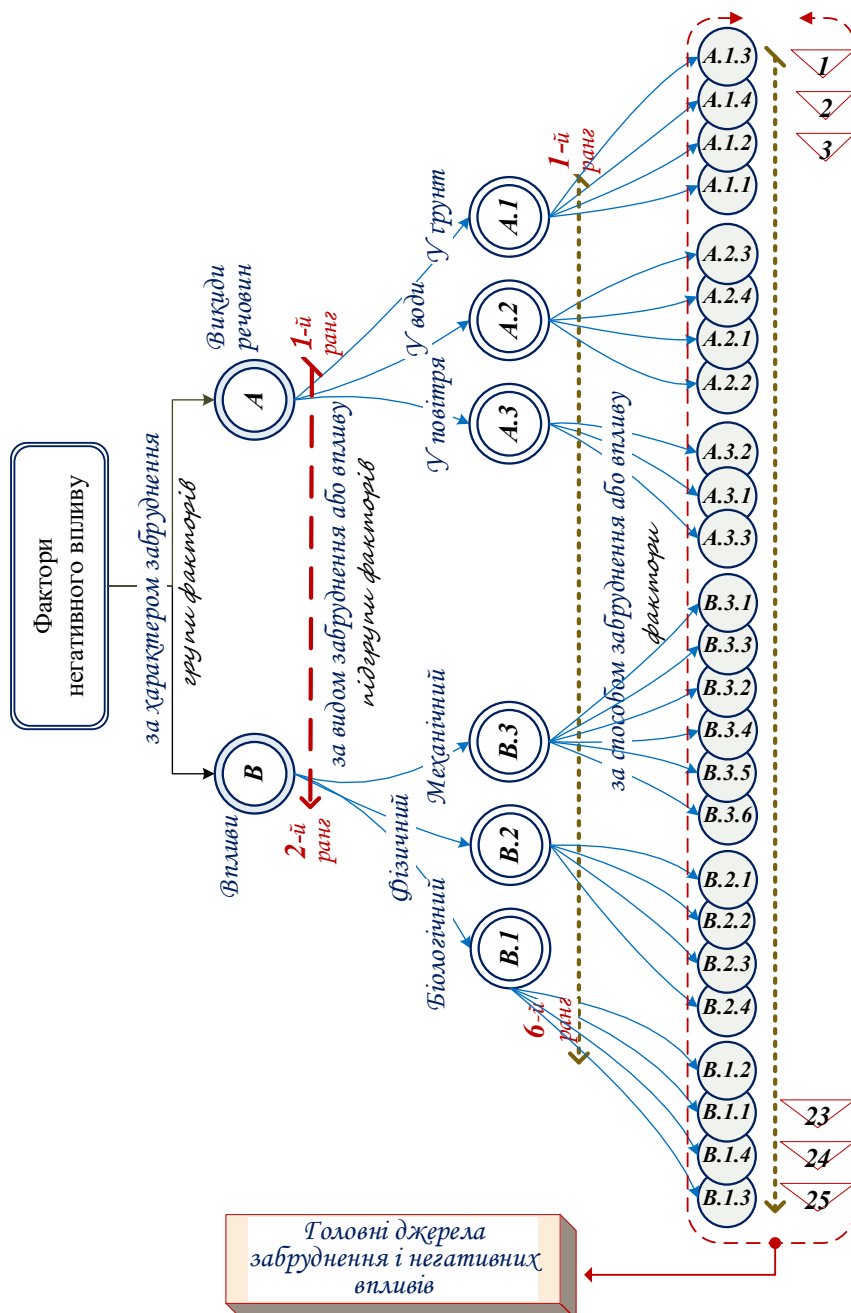 Фактори
негативного впливу
за характером забруднення
групи факторів
Впливи
Викиди
речовин
B
A
2-й
ранг
1-й
ранг
за видом забруднення або впливу
підгрупи факторів
Біологічний
Фізичний
Механічний
У повітря
У води
У ґрунт
B.1
B.2
B.3
A.3
A.2
A.1
6-й
ранг
1-й
ранг
за способом забруднення або впливу
фактори
B.1.3
B.1.4
B.1.1
B.1.2
B.2.4
B.2.3
B.2.2
B.2.1
B.3.6
B.3.5
B.3.4
B.3.2
B.3.3
B.3.1
A.3.3
A.3.1
A.3.2
A.2.2
A.2.1
A.2.4
A.2.3
A.1.1
A.1.2
A.1.4
A.1.3
25
24
23
3
2
1
Головні джерела
забруднення і негативних
впливів